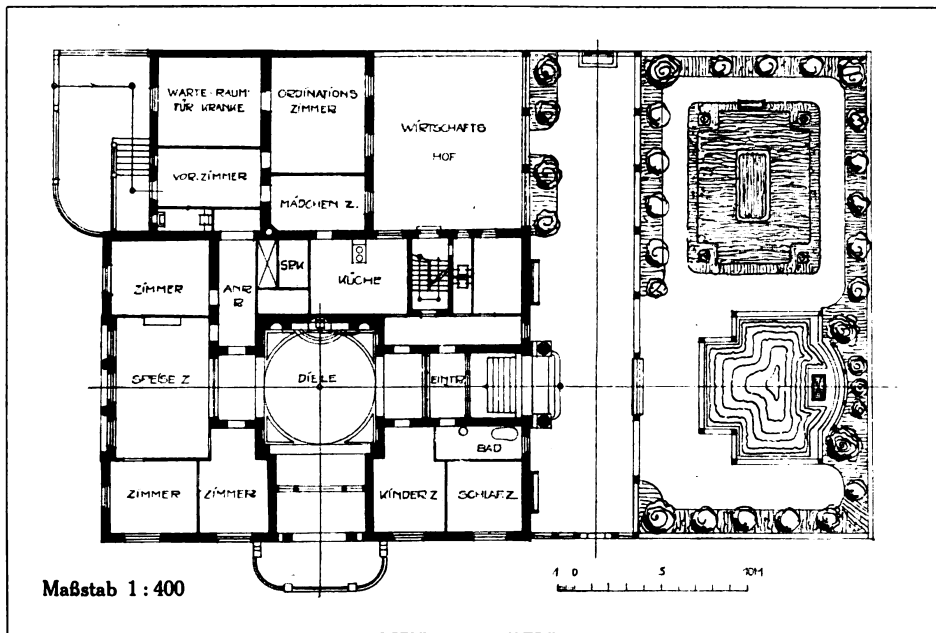 WARTE-RAUM
FÜR KRANKE
ORDINATIONS
ZIMMER
WIRTSCHAFTS
HOF
VOR.ZIMMER
MÄDCHEN Z.
ZIMMER
ANR
R
SPK
KÜCHE
SPEISE Z
DIELE
EINTR.
BAD
ZIMMER
ZIMMER
KINDER Z
SCHLAF.Z.
Maßstab 1 : 400
1 0 5 10M